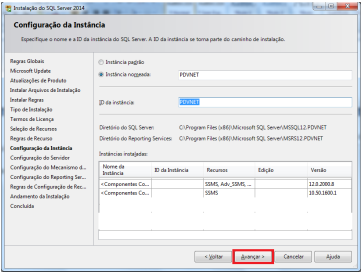 Instalação do SQL Server 2014
Configuração da Instância
Especifique o nome e a ID da instância do SQL Server. A ID da instância se torna parte do caminho de instalação.
Regras Globais
Microsoft Update
Atualizações de Produto
Instalar Arquivos de Instalação
Instalar Regras
Tipo de Instalação
Termos de Licença
Seleção de Recursos
Regras de Recurso
Configuração da Instância
Configuração do Servidor
Configuração do Mecanismo d...
Configuração do Reporting Ser...
Regras de Configuração de Rec...
Andamento da Instalação
Concluída
Instância padrão
Instância nomeada: PDVNET
ID da instância: PDVNET
Diretório do SQL Server: C:\Program Files (x86)\Microsoft SQL Server\MSSQL12.PDVNET
Diretório do Reporting Services: C:\Program Files (x86)\Microsoft SQL Server\MSRS12.PDVNET
Instâncias instaladas:
Nome da Instância ID da Instância Recursos Edição Versão
<Componentes Co... SSMS, Adv_SSMS, ... 12.0.2000.8
<Componentes Co... SSMS 10.50.1600.1
< Voltar Avançar > Cancelar Ajuda